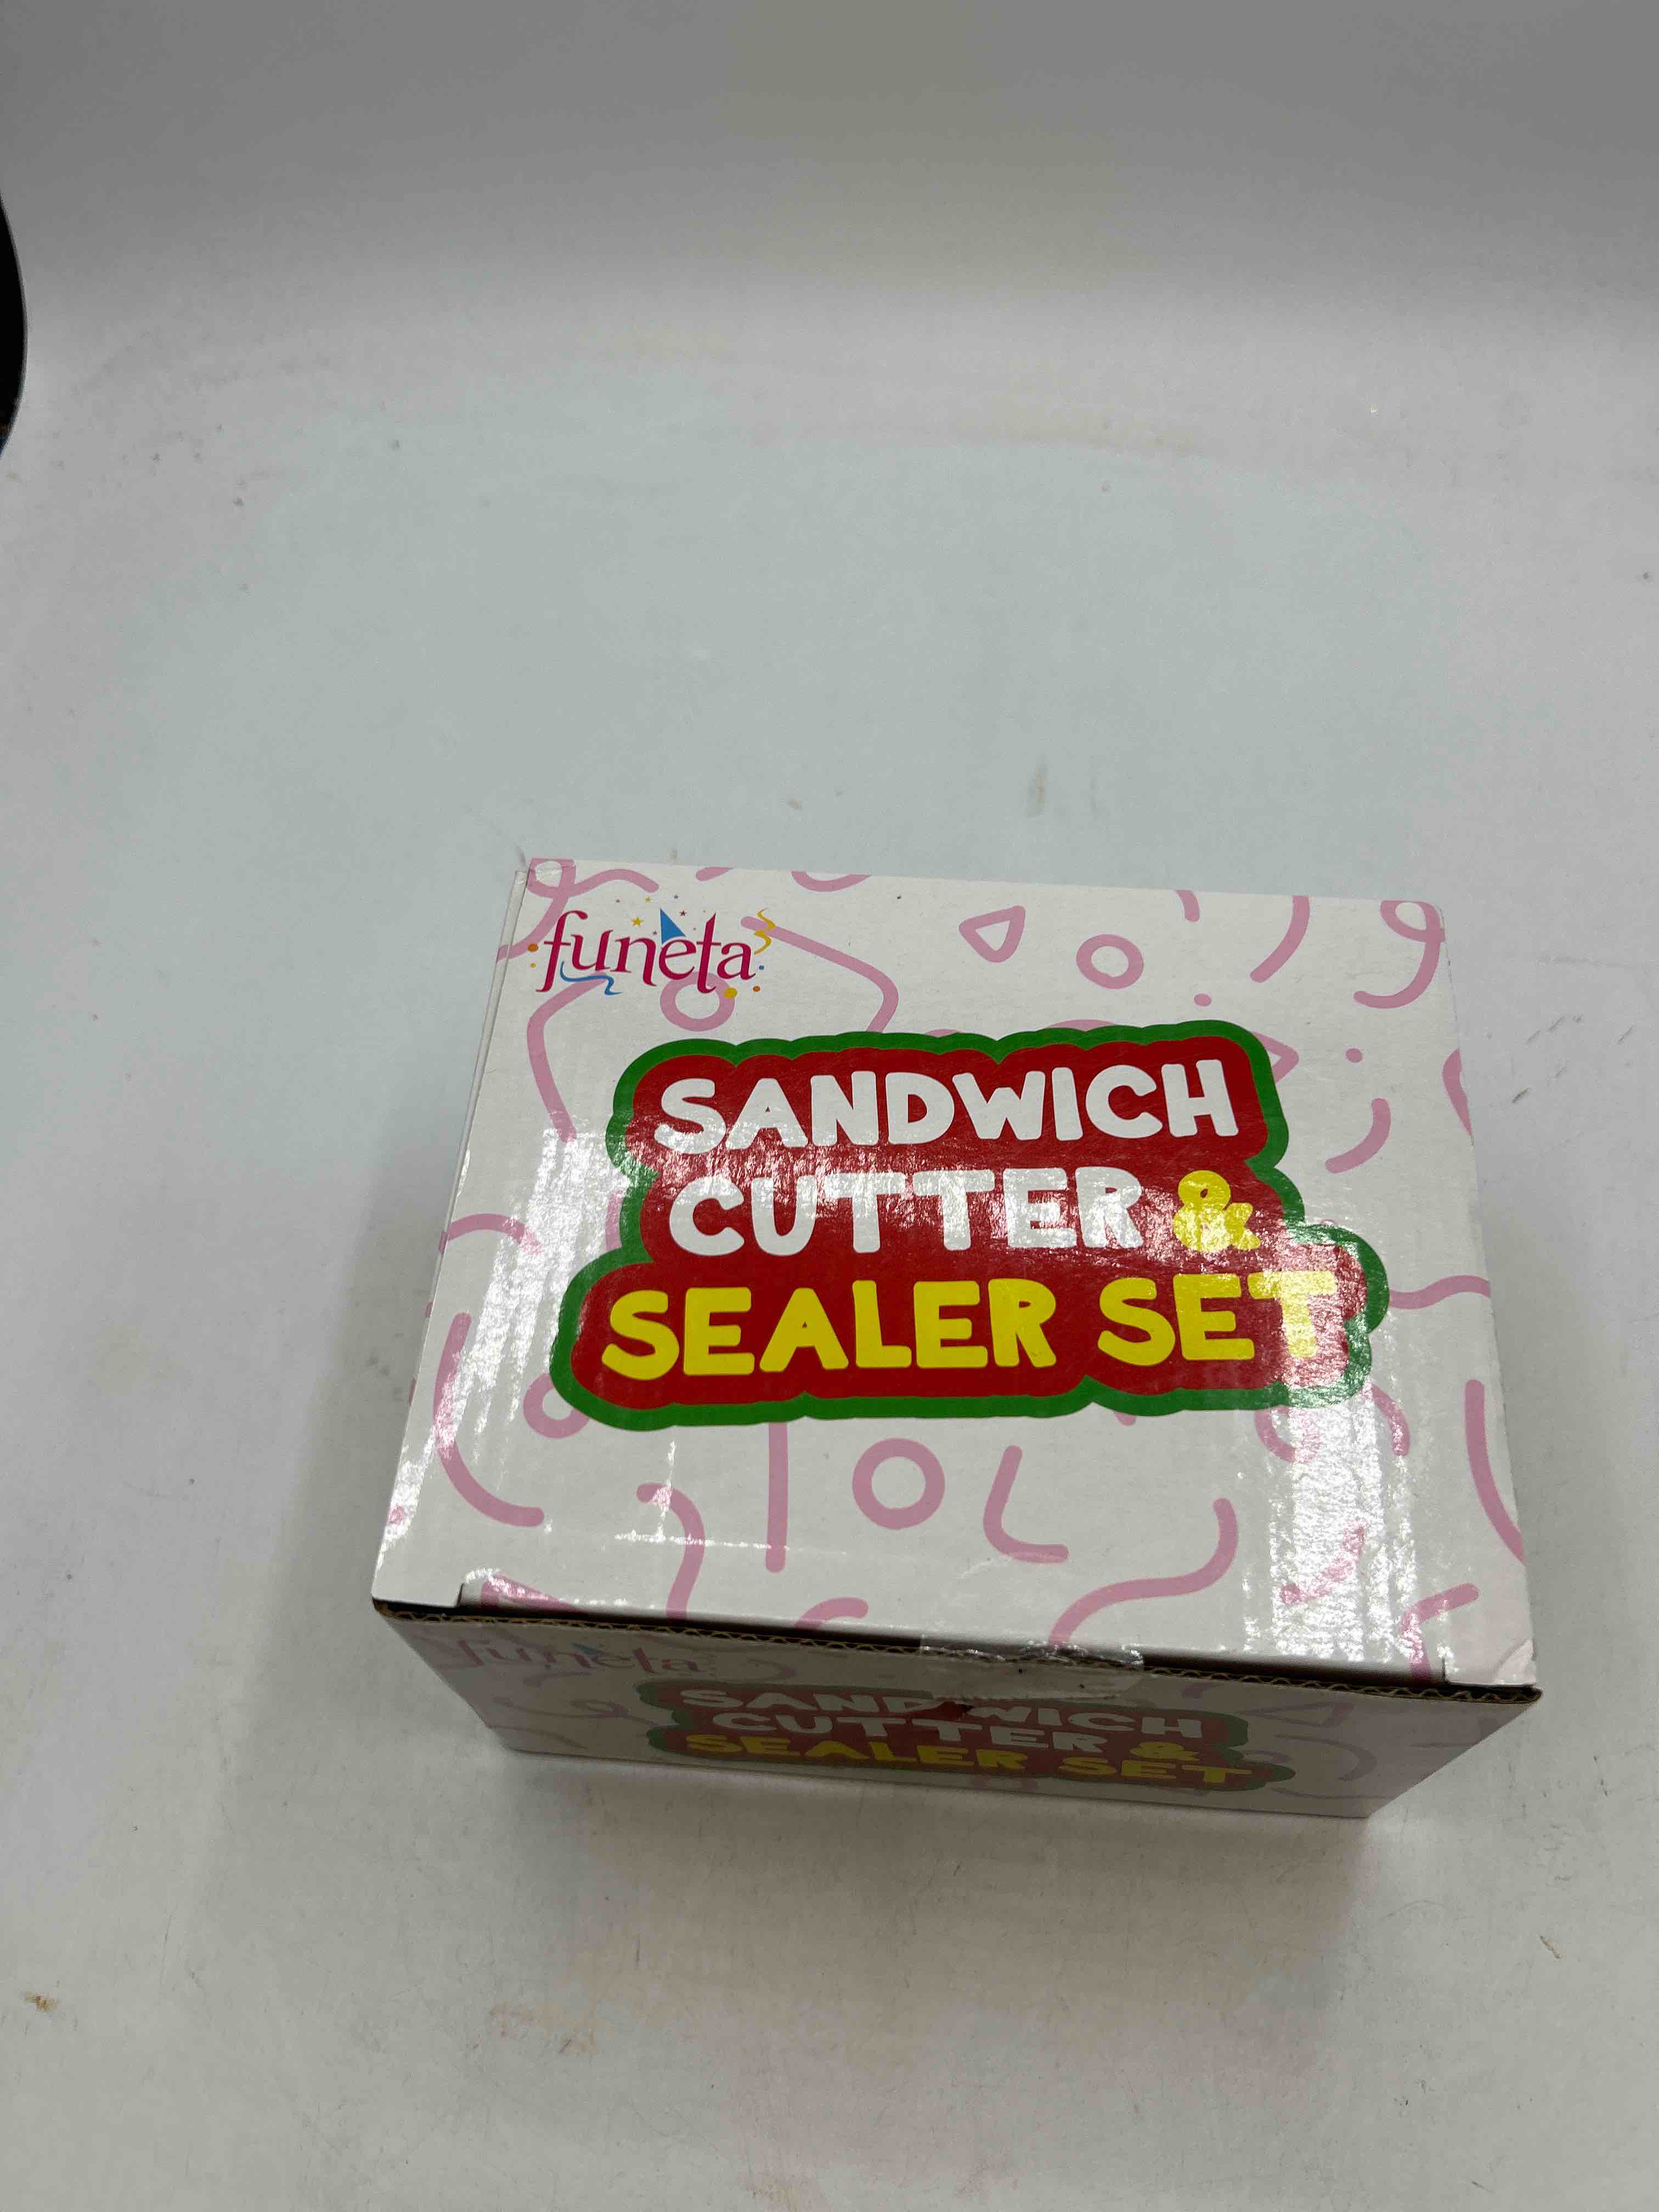 funeta
SANDWICH
CUTTER &
SEALER SET
funeta
SANDWICH
CUTTER &
SEALER SET